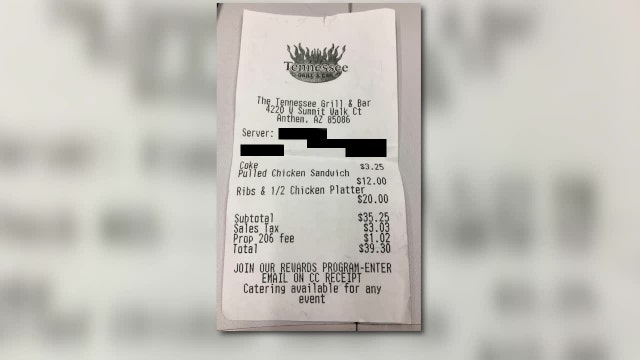 Tennessee
GRILL & BAR
The Tennessee Grill & Bar
4220 W Summit Walk Ct
Anthem, AZ 85086
Server:
Coke $3.25
Pulled Chicken Sandwich
$12.00
Ribs & 1/2 Chicken Platter
$20.00
Subtotal $35.25
Sales Tax $3.03
Prop 206 fee $1.02
Total $39.30
JOIN OUR REWARDS PROGRAM-ENTER
EMAIL ON CC RECEIPT
Catering available for any
event